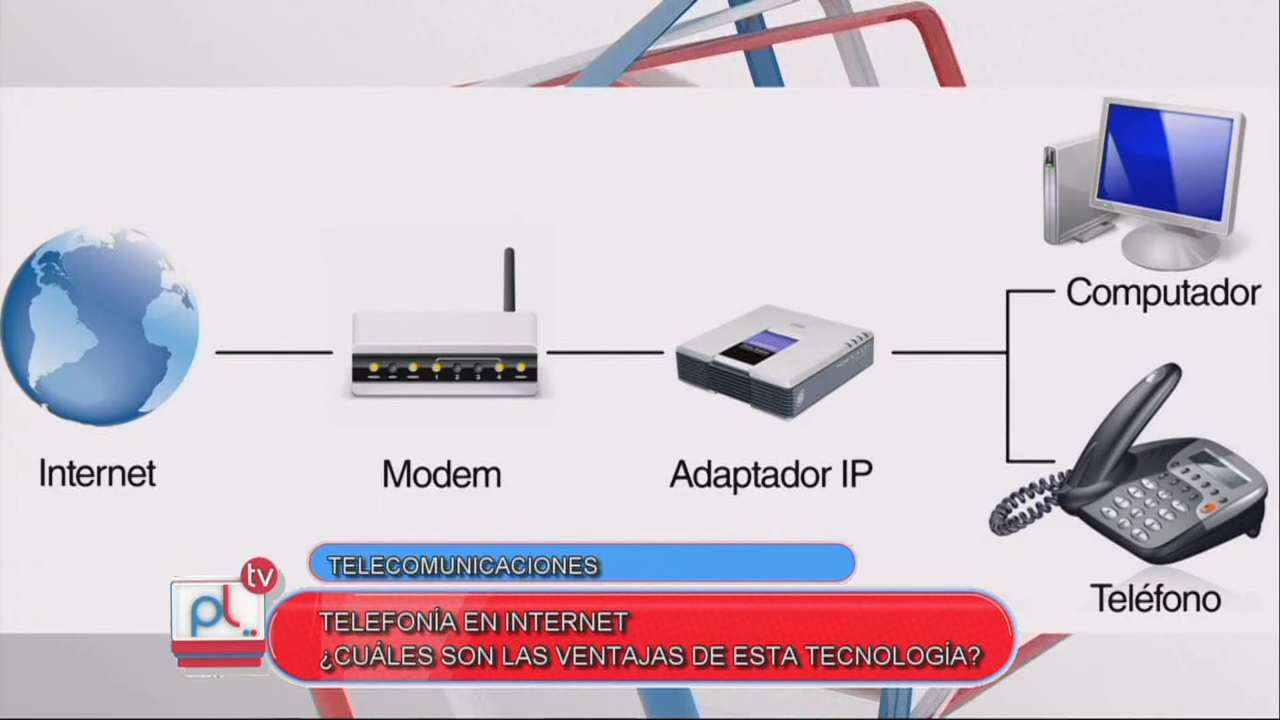 Computador
Internet
Modem
Adaptador IP
Teléfono
tv
pl
TELECOMUNICACIONES
TELEFONÍA EN INTERNET
¿CUÁLES SON LAS VENTAJAS DE ESTA TECNOLOGÍA?